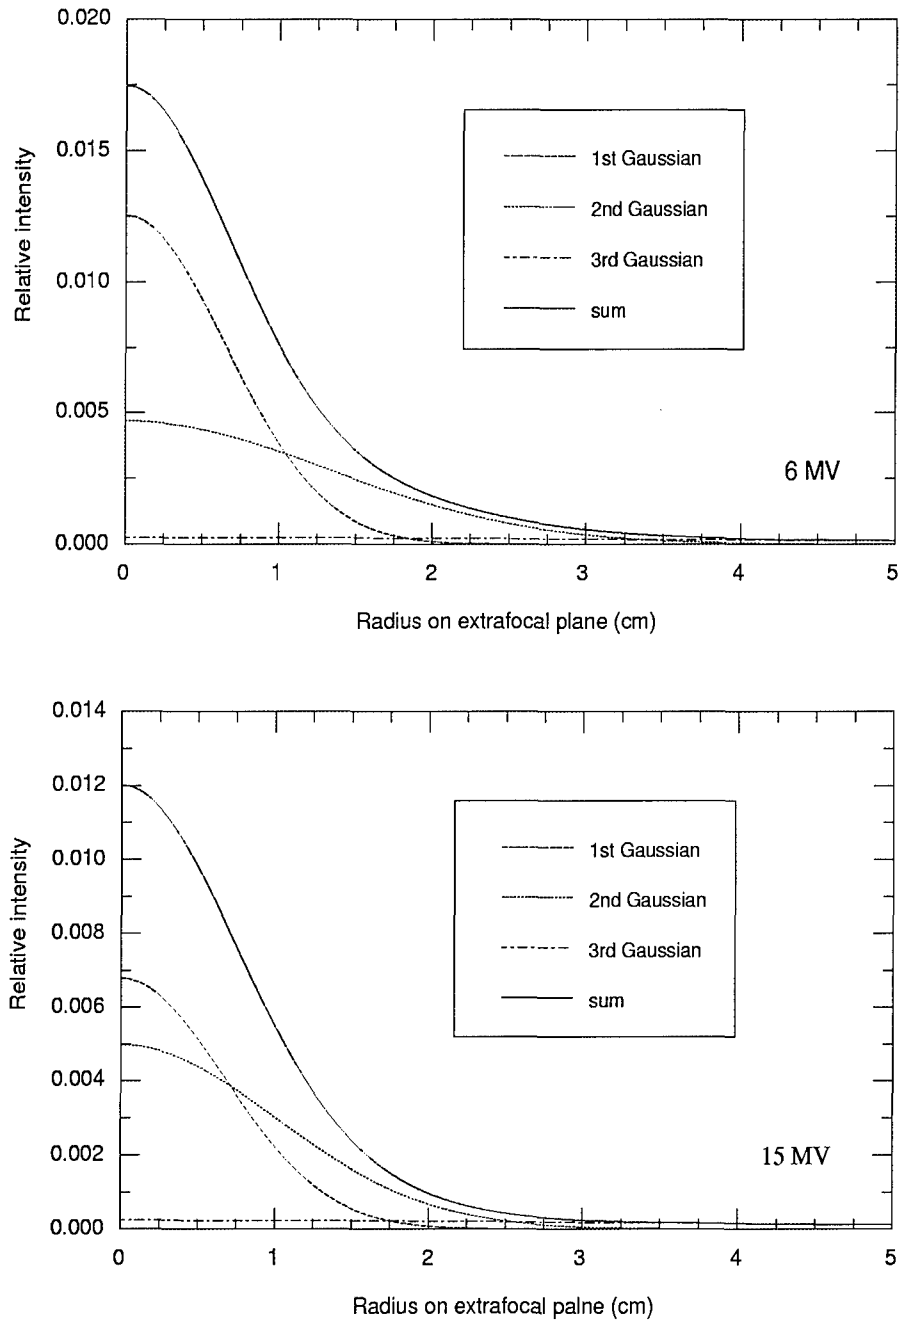 0.020
0.015
0.010
0.005
0.000
Relative intensity
1st Gaussian
2nd Gaussian
3rd Gaussian
sum
6 MV
0 1 2 3 4 5
Radius on extrafocal plane (cm)
0.014
0.012
0.010
0.008
0.006
0.004
0.002
0.000
Relative intensity
1st Gaussian
2nd Gaussian
3rd Gaussian
sum
15 MV
0 1 2 3 4 5
Radius on extrafocal palne (cm)